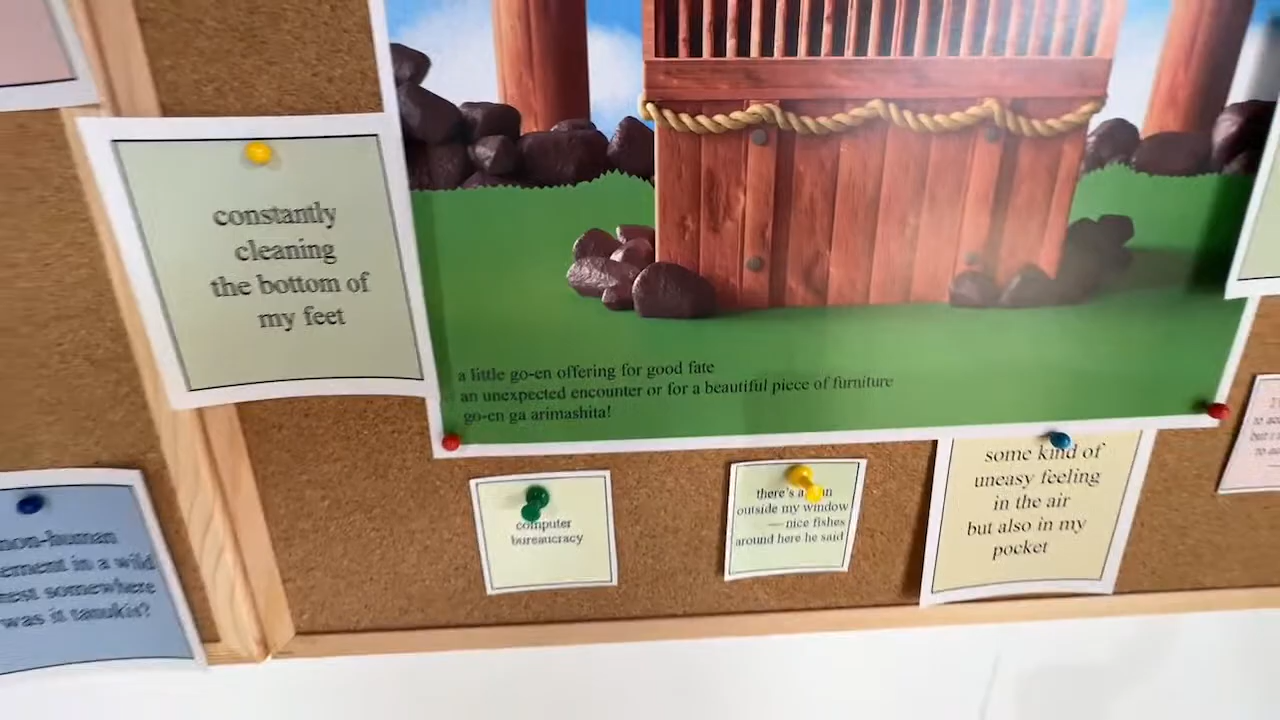 constantly
cleaning
the bottom of
my feet
a little go-en offering for good fate
an unexpected encounter or for a beautiful piece of furniture
go-en ga arimashita!
non-human
in a wild
somewhere
was it tanukis?
computer
bureaucracy
there's a
outside my window
— nice fishes
around here he said
some kind of
uneasy feeling
in the air
but also in my
pocket